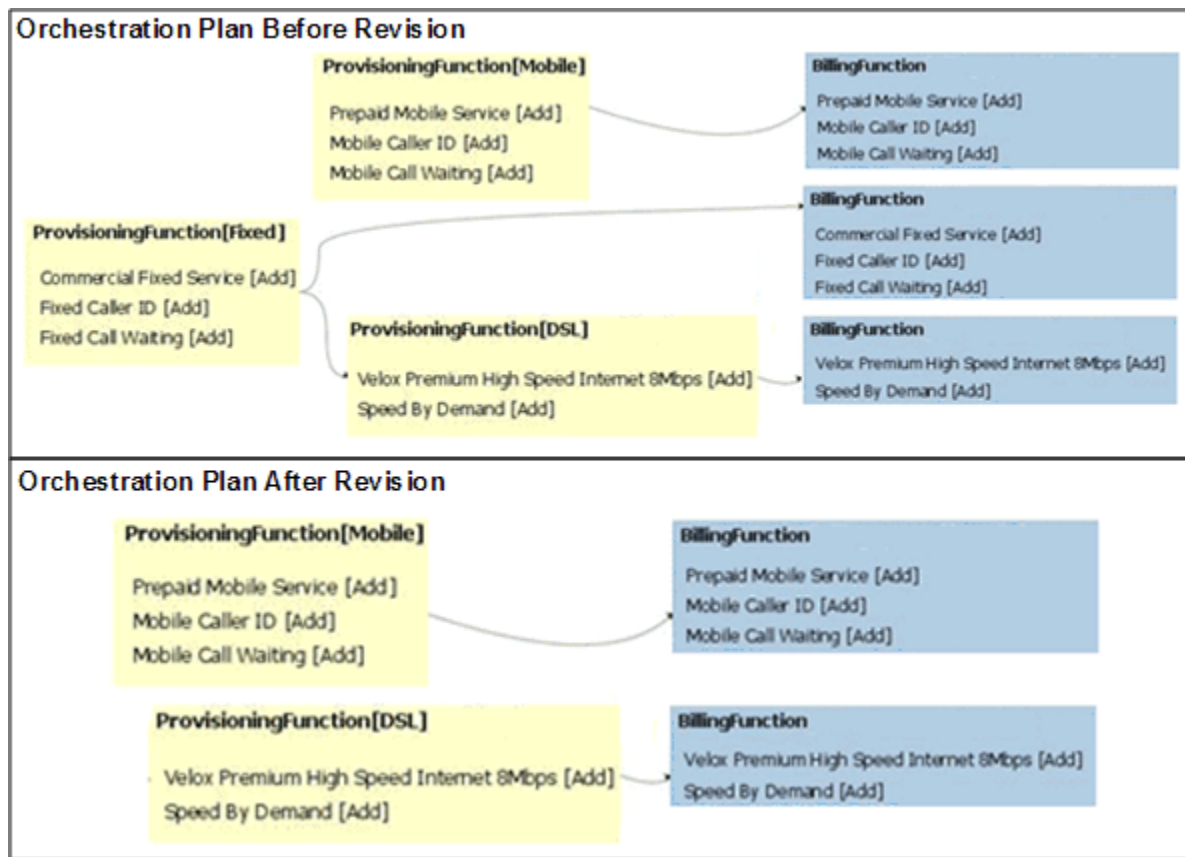 Orchestration Plan Before Revision
ProvisioningFunction[Mobile]
Prepaid Mobile Service [Add]
Mobile Caller ID [Add]
Mobile Call Waiting [Add]
BillingFunction
Prepaid Mobile Service [Add]
Mobile Caller ID [Add]
Mobile Call Waiting [Add]
ProvisioningFunction[Fixed]
Commercial Fixed Service [Add]
Fixed Caller ID [Add]
Fixed Call Waiting [Add]
BillingFunction
Commercial Fixed Service [Add]
Fixed Caller ID [Add]
Fixed Call Waiting [Add]
ProvisioningFunction[DSL]
Velox Premium High Speed Internet 8Mbps [Add]
Speed By Demand [Add]
BillingFunction
Velox Premium High Speed Internet 8Mbps [Add]
Speed By Demand [Add]
Orchestration Plan After Revision
ProvisioningFunction[Mobile]
Prepaid Mobile Service [Add]
Mobile Caller ID [Add]
Mobile Call Waiting [Add]
BillingFunction
Prepaid Mobile Service [Add]
Mobile Caller ID [Add]
Mobile Call Waiting [Add]
ProvisioningFunction[DSL]
Velox Premium High Speed Internet 8Mbps [Add]
Speed By Demand [Add]
BillingFunction
Velox Premium High Speed Internet 8Mbps [Add]
Speed By Demand [Add]